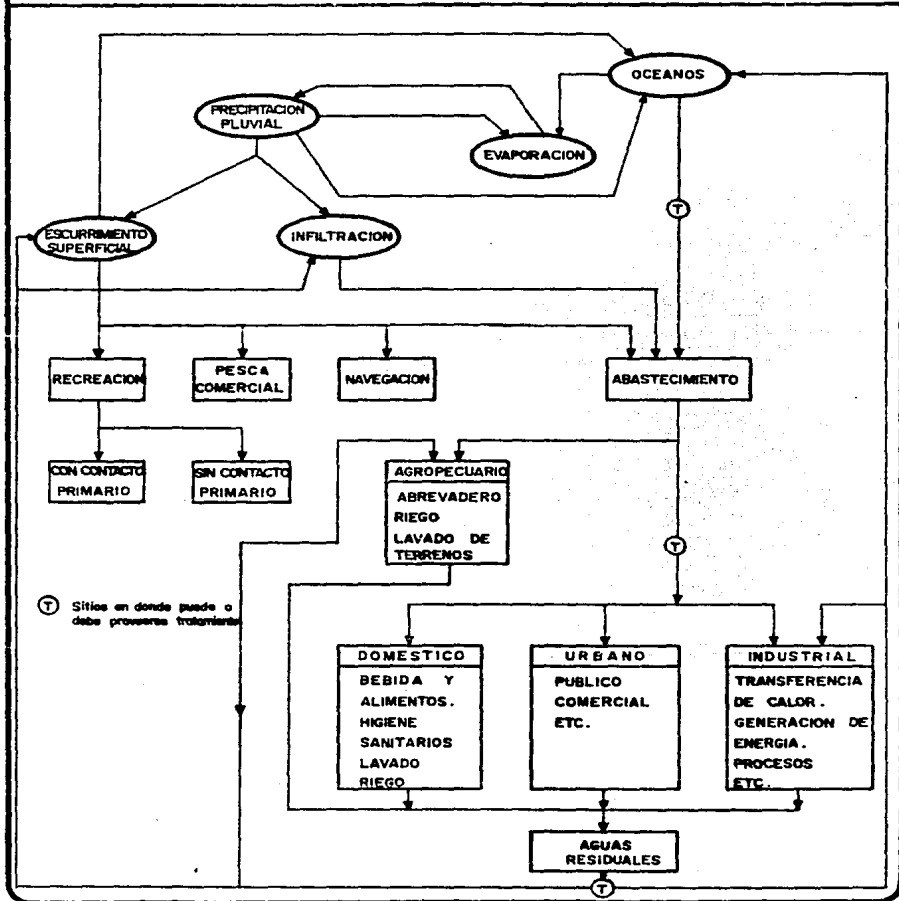 OCEANOS
PRECIPITACION
PLUVIAL
EVAPORACION
ESCURRIMIENTO
SUPERFICIAL
INFILTRACION
T
RECREACION
PESCA
COMERCIAL
NAVEGACION
ABASTECIMIENTO
CON CONTACTO
PRIMARIO
SIN CONTACTO
PRIMARIO
AGROPECUARIO
ABREVADERO
RIEGO
LAVADO DE
TERRENOS
T
T Sitios en donde puede o
debe proveerse tratamiento
DOMESTICO
BEBIDA Y
ALIMENTOS.
HIGIENE
SANITARIOS
LAVADO
RIEGO
URBANO
PUBLICO
COMERCIAL
ETC.
INDUSTRIAL
TRANSFERENCIA
DE CALOR.
GENERACION DE
ENERGIA.
PROCESOS
ETC.
AGUAS
RESIDUALES
T